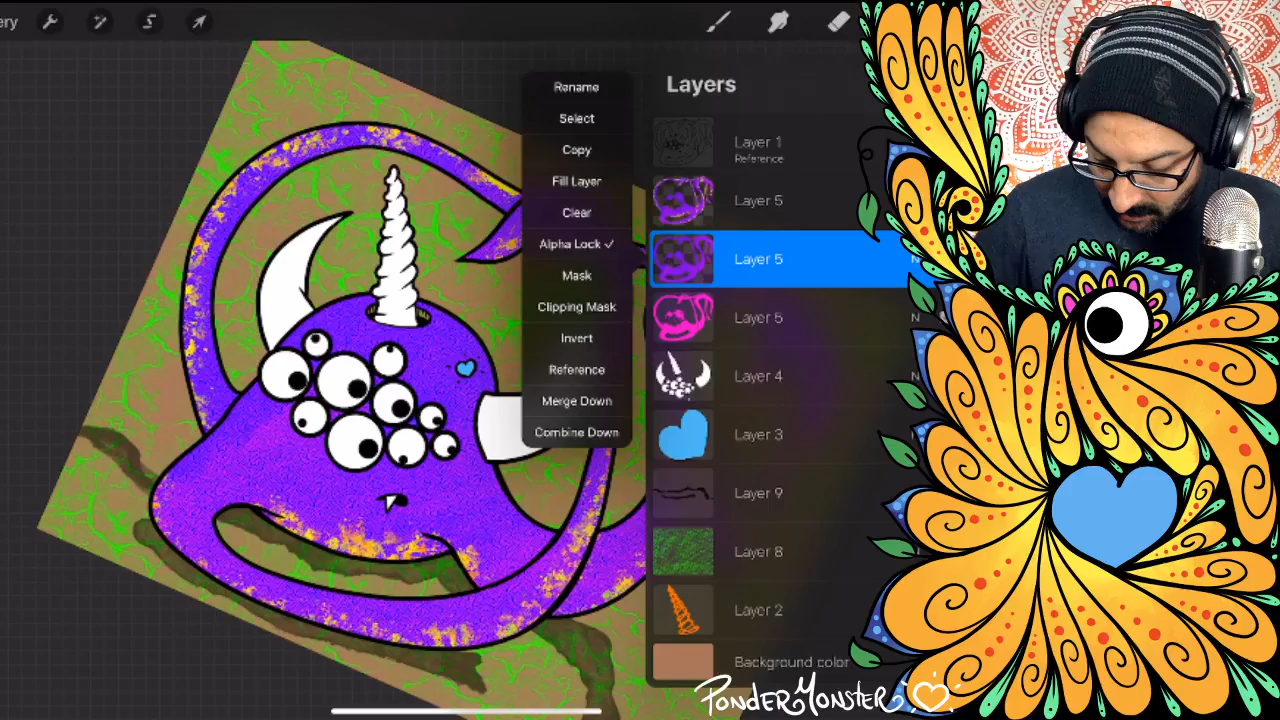 ery
Layers
Rename
Select
Copy
Fill Layer
Clear
Alpha Lock ✓
Mask
Clipping Mask
Invert
Reference
Merge Down
Combine Down
Layer 1
Reference
Layer 5
Layer 5
N
Layer 5
N
Layer 4
N
Layer 3
Layer 9
Layer 8
Layer 2
Background color
PonderMonster